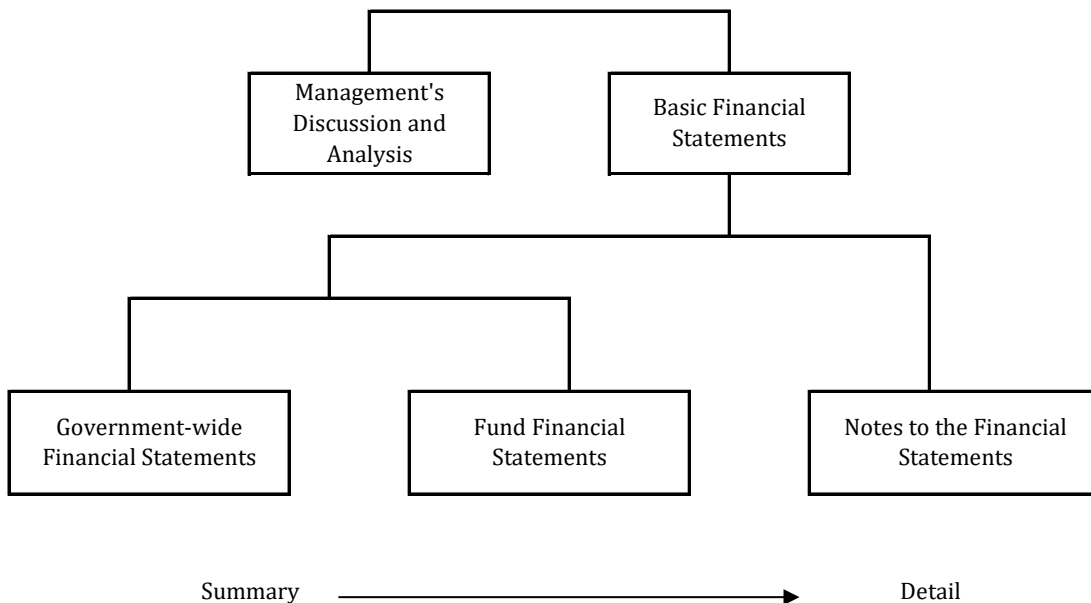 Management's
Discussion and
Analysis
Basic Financial
Statements
Government-wide
Financial Statements
Fund Financial
Statements
Notes to the Financial
Statements
Summary
Detail